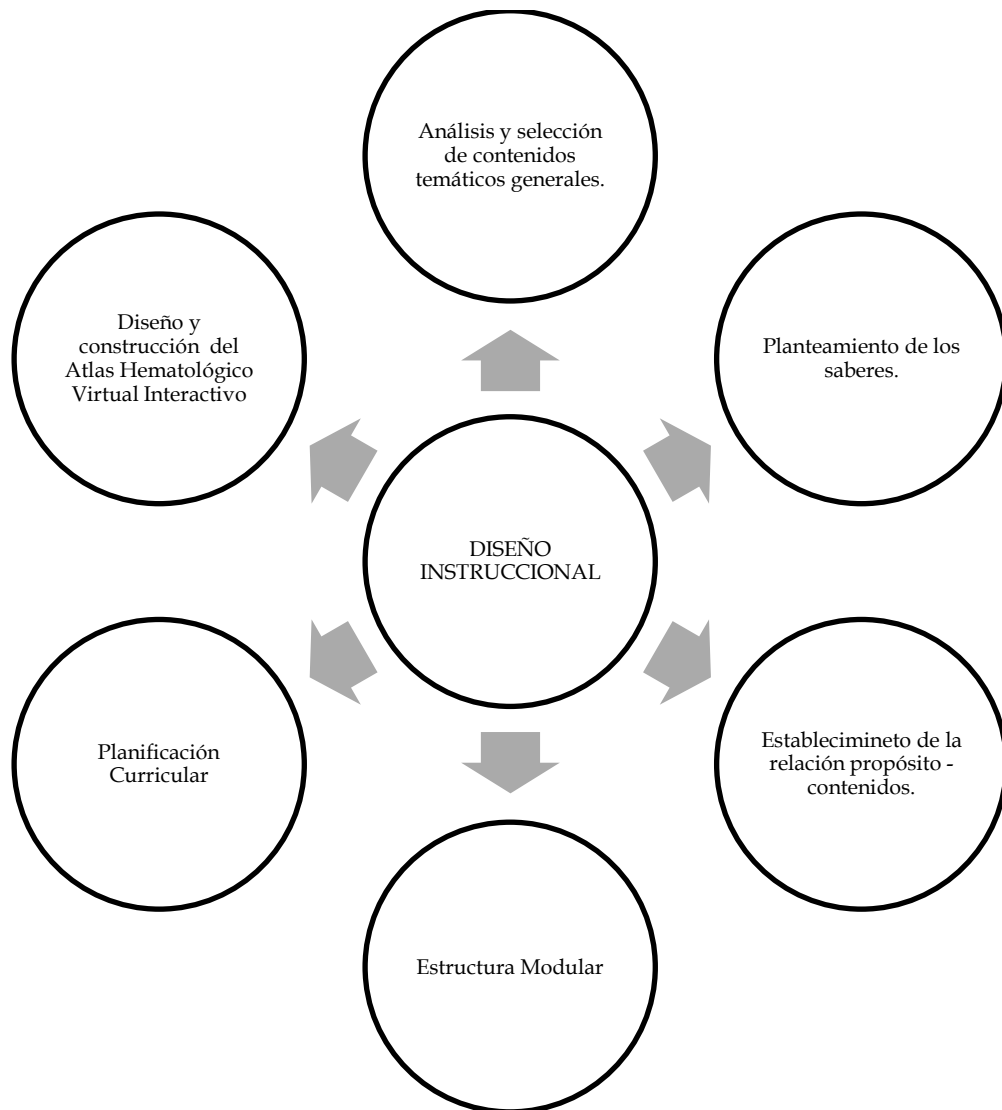 Análisis y selección
de contenidos
temáticos generales.
Planteamiento de los
saberes.
Establecimineto de la
relación propósito -
contenidos.
Estructura Modular
Planificación
Curricular
Diseño y
construcción del
Atlas Hematológico
Virtual Interactivo
DISEÑO
INSTRUCCIONAL